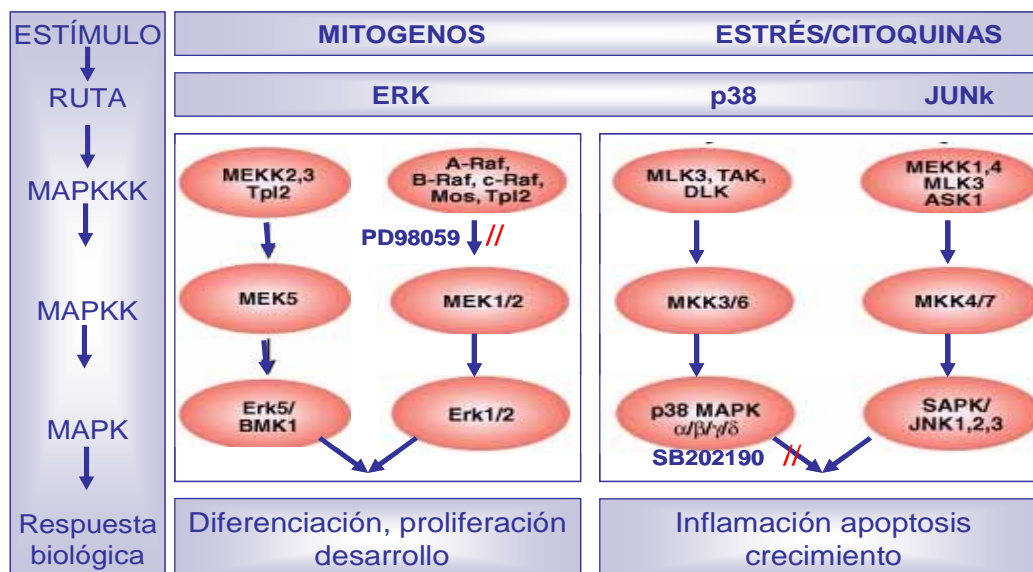 ESTÍMULO
RUTA
MAPKKK
MAPKK
MAPK
Respuesta
biológica
MITOGENOS
ESTRÉS/CITOQUINAS
ERK
p38
JUNk
MEKK2,3
Tpl2
A-Raf,
B-Raf, c-Raf,
Mos, Tpl2
MLK3, TAK,
DLK
MEKK1,4
MLK3
ASK1
PD98059 //
MEK5
MEK1/2
MKK3/6
MKK4/7
Erk5/
BMK1
Erk1/2
p38 MAPK
α/β/γ/δ
SAPK/
JNK1,2,3
SB202190 //
Diferenciación, proliferación
desarrollo
Inflamación apoptosis
crecimiento